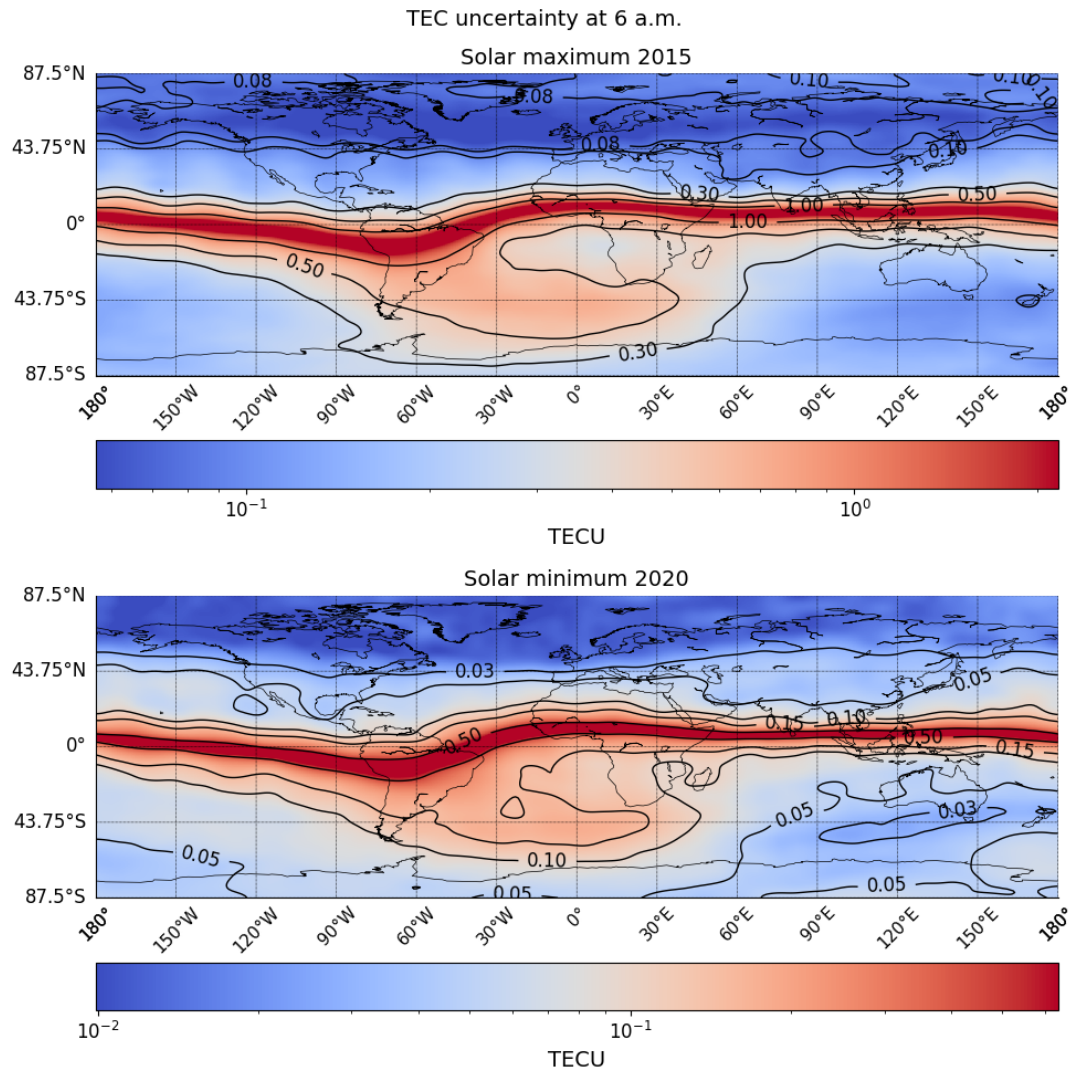 TEC uncertainty at 6 a.m.
Solar maximum 2015
87.5°N
43.75°N
0°
43.75°S
87.5°S
0.08
0.08
0.10
0.10
0.10
0.08
0.10
0.30
0.50
1.00
1.00
0.50
0.30
180° 150°W 120°W 90°W 60°W 30°W 0° 30°E 60°E 90°E 120°E 150°E 180°
10⁻¹ 10⁰
TECU
Solar minimum 2020
87.5°N
43.75°N
0°
43.75°S
87.5°S
0.03
0.05
0.15
0.10
0.50
0.50
0.15
0.05
0.03
0.05
0.10
0.05
0.05
180° 150°W 120°W 90°W 60°W 30°W 0° 30°E 60°E 90°E 120°E 150°E 180°
10⁻² 10⁻¹
TECU